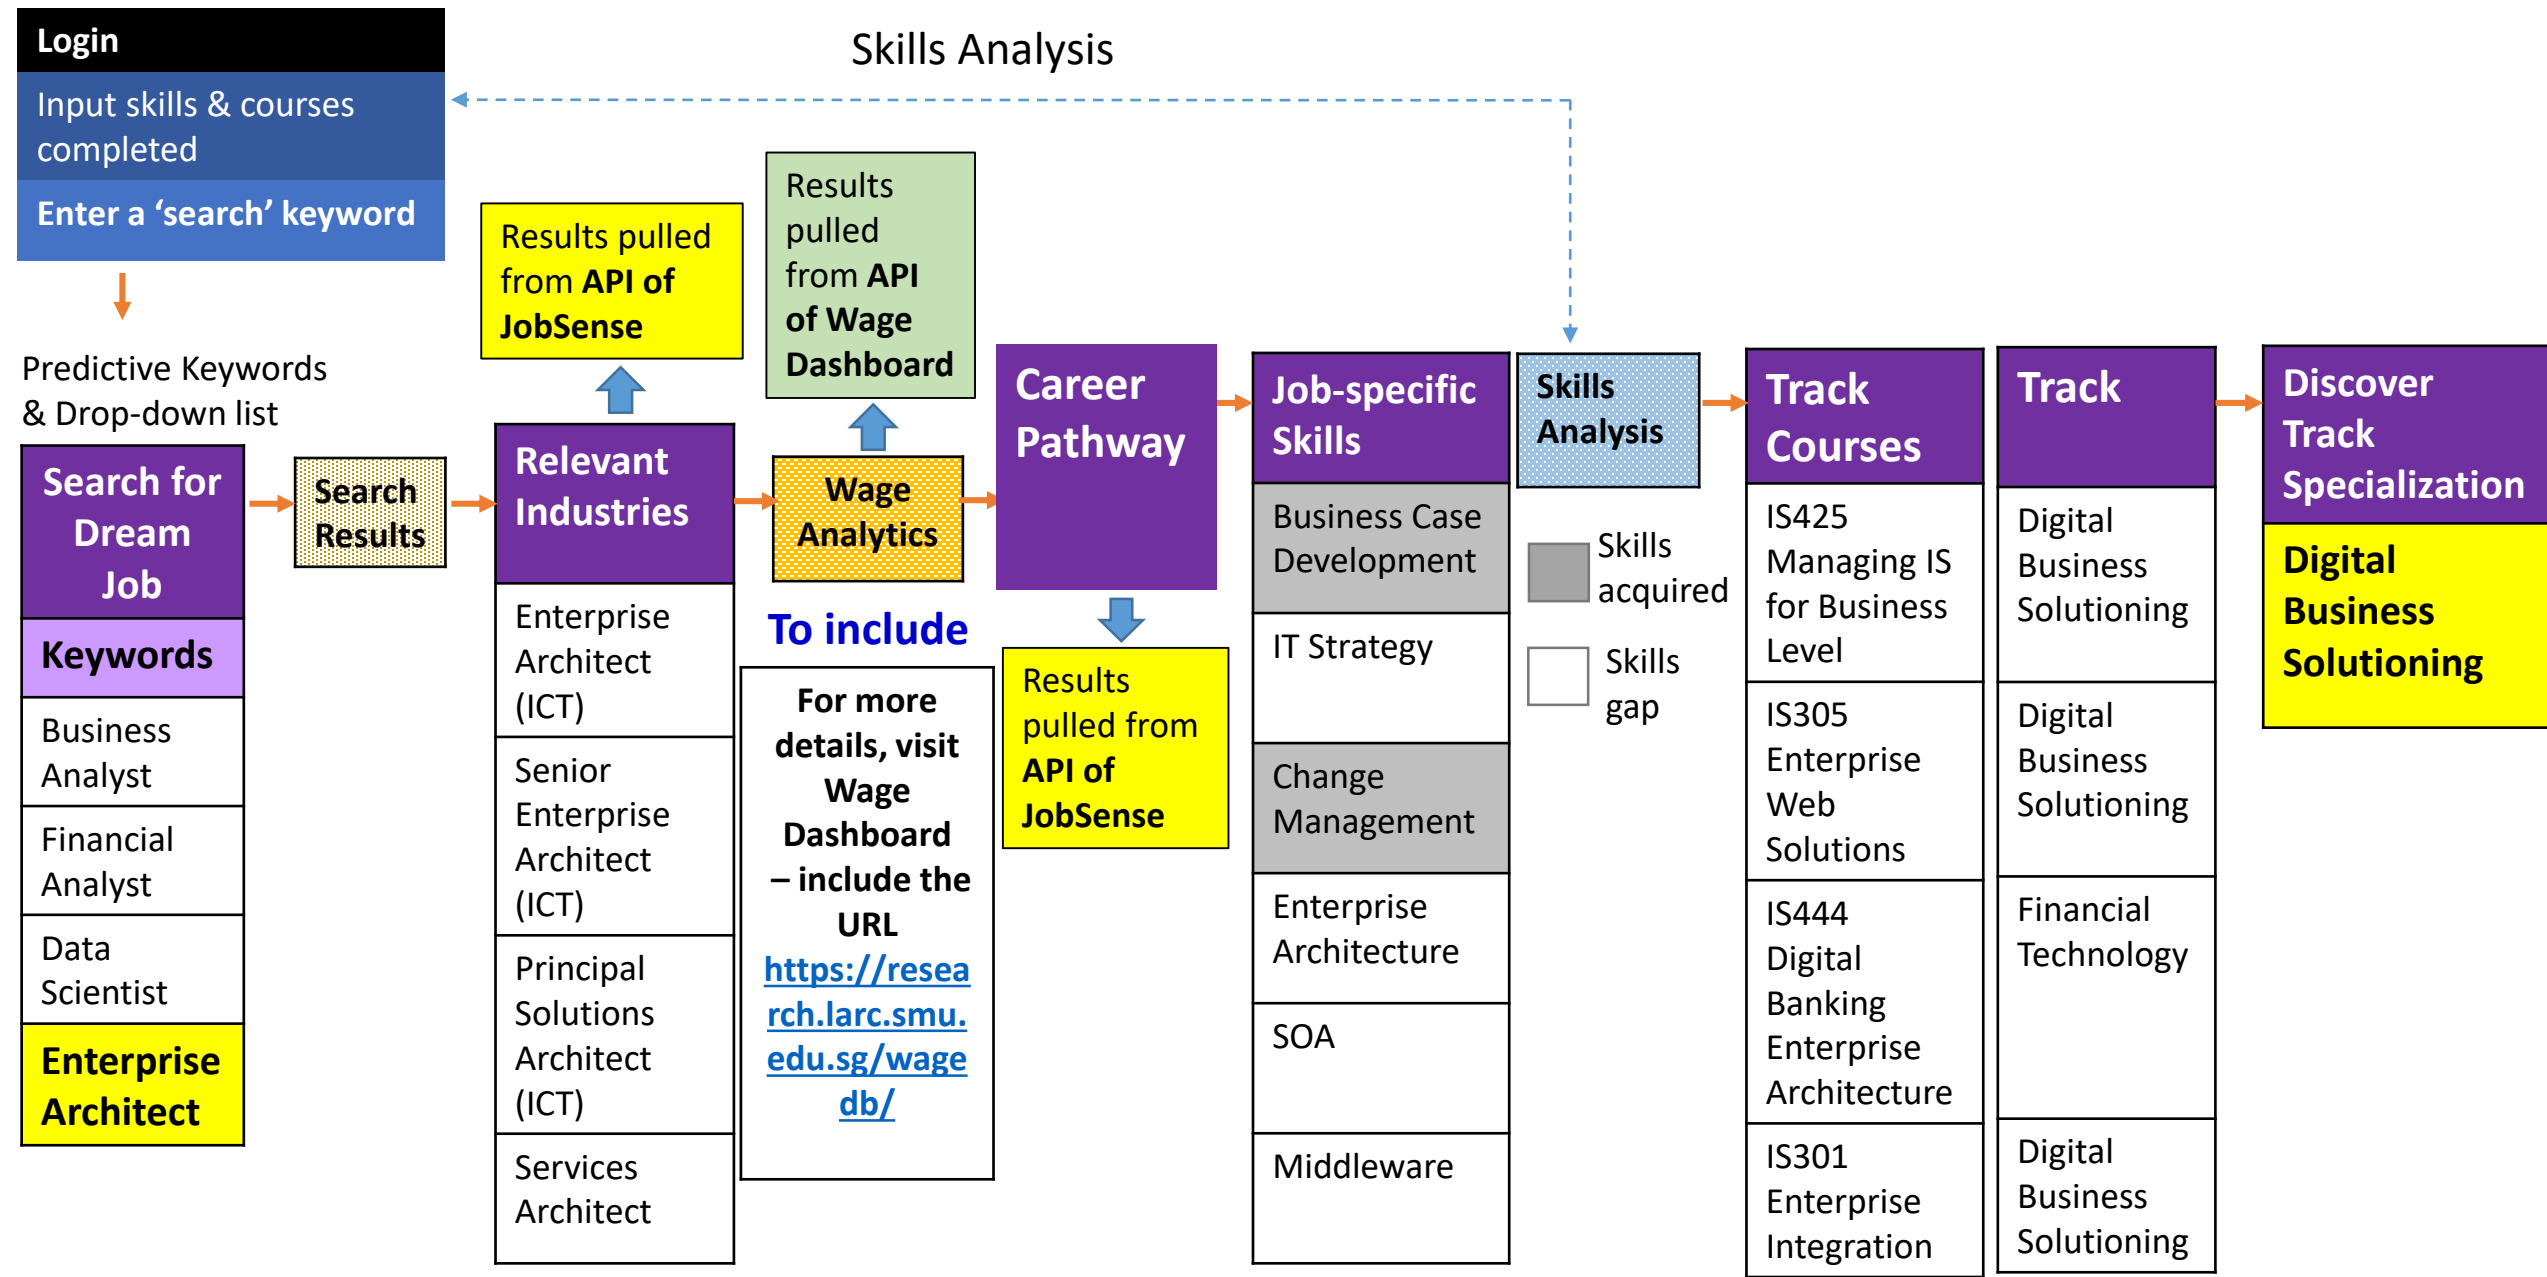 Login
Input skills & courses
completed
Enter a ‘search’ keyword
Skills Analysis
Predictive Keywords
& Drop-down list
Search for
Dream
Job
Keywords
Business
Analyst
Financial
Analyst
Data
Scientist
Enterprise
Architect
Search
Results
Results pulled
from API of
JobSense
Relevant
Industries
Enterprise
Architect
(ICT)
Senior
Enterprise
Architect
(ICT)
Principal
Solutions
Architect
(ICT)
Services
Architect
Results
pulled
from API
of Wage
Dashboard
Wage
Analytics
To include
For more
details, visit
Wage
Dashboard
– include the
URL
https://resea
rch.larc.smu.
edu.sg/wage
db/
Career
Pathway
Results
pulled from
API of
JobSense
Job-specific
Skills
Business Case
Development
IT Strategy
Change
Management
Enterprise
Architecture
SOA
Middleware
Skills
Analysis
Skills
acquired
Skills
gap
Track
Courses
IS425
Managing IS
for Business
Level
IS305
Enterprise
Web
Solutions
IS444
Digital
Banking
Enterprise
Architecture
IS301
Enterprise
Integration
Track
Digital
Business
Solutioning
Digital
Business
Solutioning
Financial
Technology
Digital
Business
Solutioning
Discover
Track
Specialization
Digital
Business
Solutioning